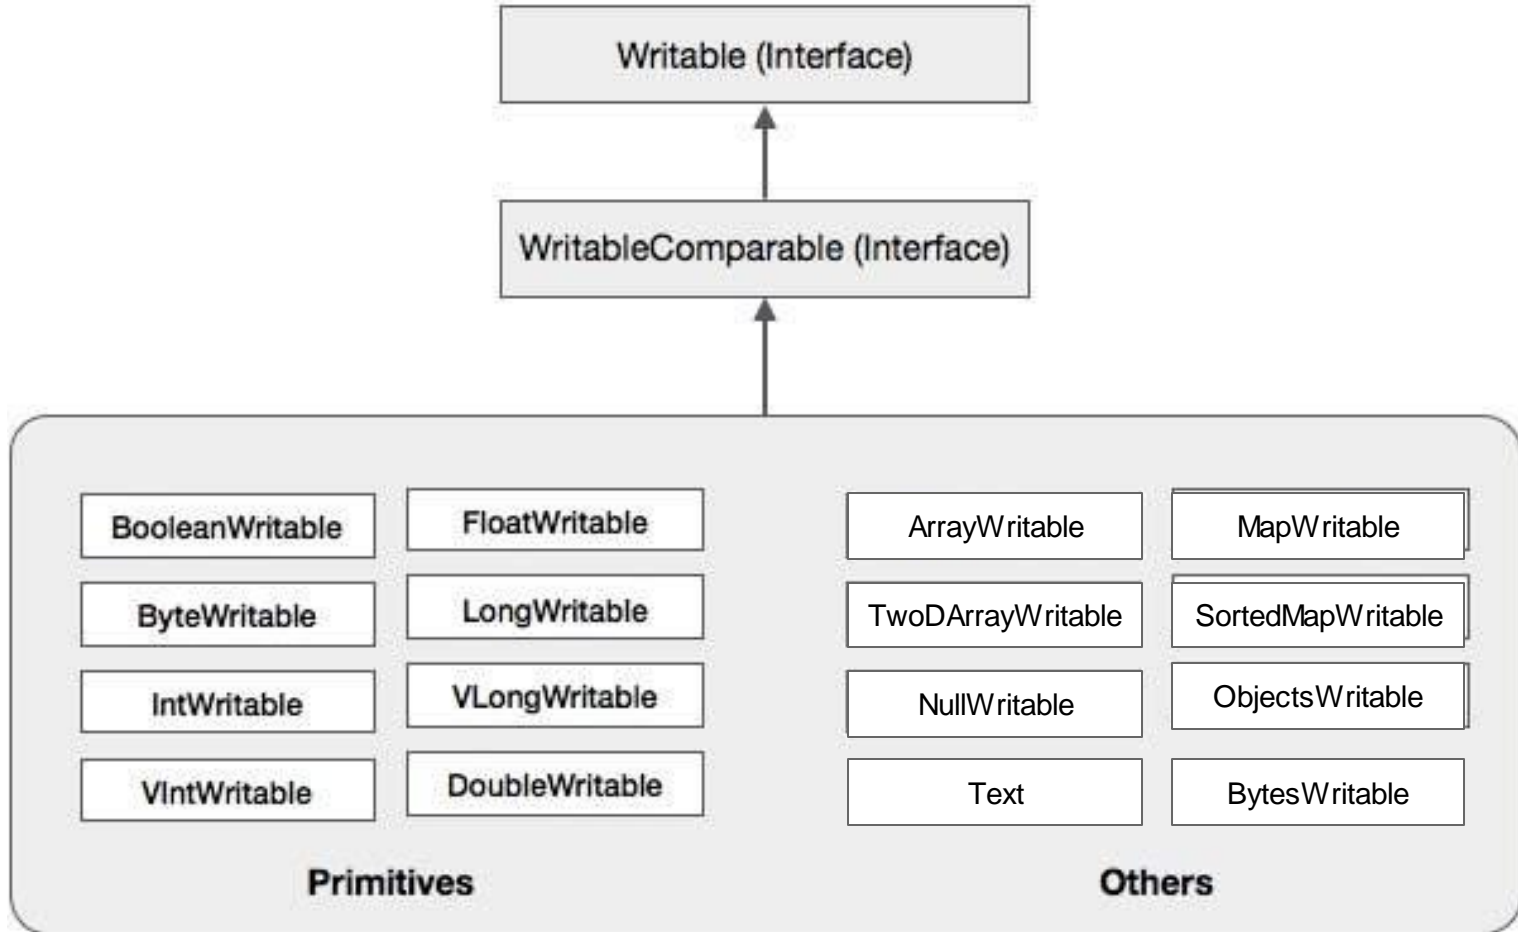 Writable (Interface)
WritableComparable (Interface)
BooleanWritable
FloatWritable
ArrayWritable
MapWritable
ByteWritable
LongWritable
TwoDArrayWritable
SortedMapWritable
IntWritable
VLongWritable
NullWritable
ObjectsWritable
VIntWritable
DoubleWritable
Text
BytesWritable
Primitives
Others